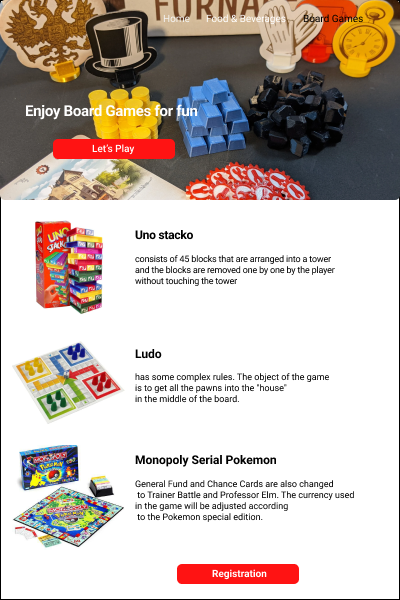 FURNA
Home Food & Beverages Board Games
Enjoy Board Games for fun
Let's Play
UNO
STACKO
Uno stacko
consists of 45 blocks that are arranged into a tower
and the blocks are removed one by one by the player
without touching the tower
Ludo
has some complex rules. The object of the game
is to get all the pawns into the "house"
in the middle of the board.
MONOPOLY
Pokémon
Monopoly Serial Pokemon
General Fund and Chance Cards are also changed
to Trainer Battle and Professor Elm. The currency used
in the game will be adjusted according
to the Pokemon special edition.
Registration